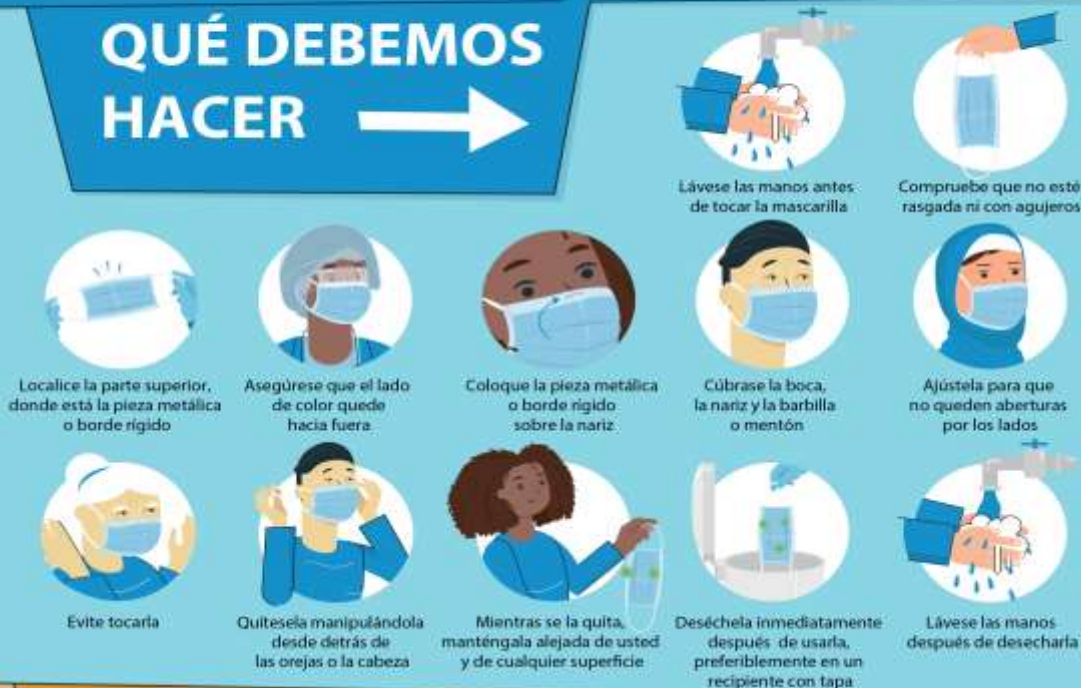 QUÉ DEBEMOS
HACER
Lávese las manos antes
de tocar la mascarilla
Compruebe que no esté
rasgada ni con agujeros
Localice la parte superior,
donde está la pieza metálica
o borde rígido
Asegúrese que el lado
de color quede
hacia fuera
Coloque la pieza metálica
o borde rígido
sobre la nariz
Cúbrase la boca,
la nariz y la barbilla
o mentón
Ajústela para que
no queden aberturas
por los lados
Evite tocarla
Quítesela manipulándola
desde detrás de
las orejas o la cabeza
Mientras se la quita,
manténgala alejada de usted
y de cualquier superficie
Deséchela inmediatamente
después de usarla,
preferiblemente en un
recipiente con tapa
Lávese las manos
después de desecharla